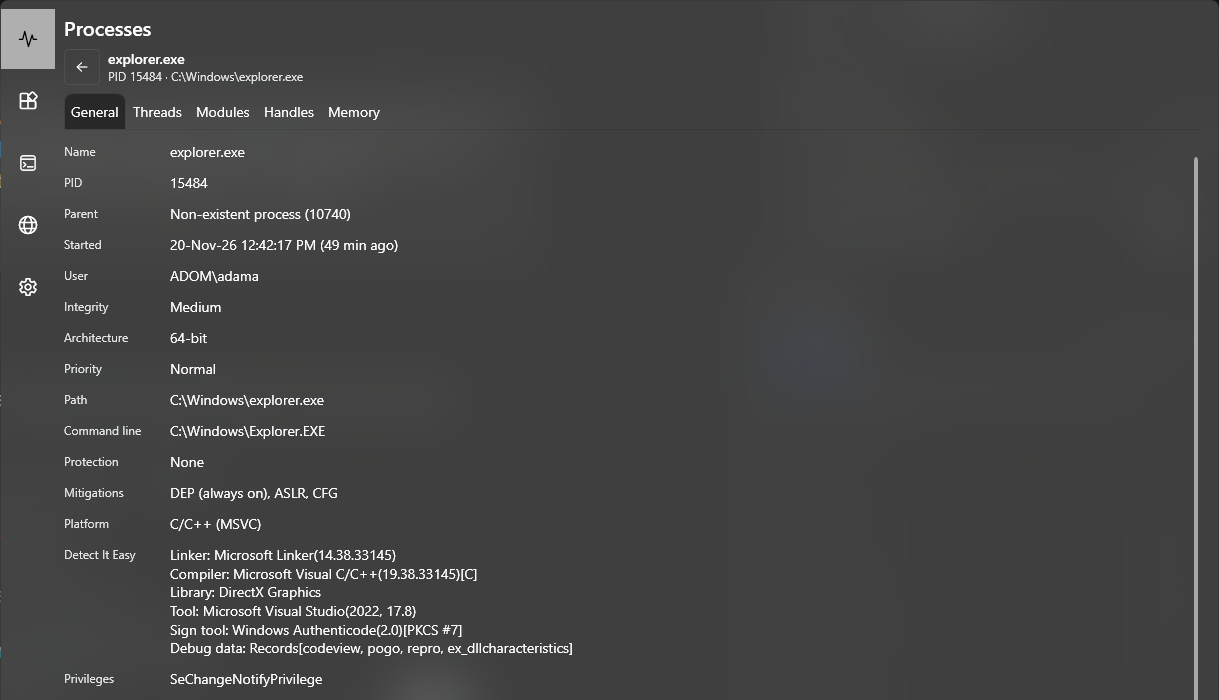 Processes
explorer.exe
PID 15484 · C:\Windows\explorer.exe
General Threads Modules Handles Memory
Name explorer.exe
PID 15484
Parent Non-existent process (10740)
Started 20-Nov-26 12:42:17 PM (49 min ago)
User ADOM\adama
Integrity Medium
Architecture 64-bit
Priority Normal
Path C:\Windows\explorer.exe
Command line C:\Windows\Explorer.EXE
Protection None
Mitigations DEP (always on), ASLR, CFG
Platform C/C++ (MSVC)
Detect It Easy Linker: Microsoft Linker(14.38.33145)
Compiler: Microsoft Visual C/C++(19.38.33145)[C]
Library: DirectX Graphics
Tool: Microsoft Visual Studio(2022, 17.8)
Sign tool: Windows Authenticode(2.0)[PKCS #7]
Debug data: Records[codeview, pogo, repro, ex_dllcharacteristics]
Privileges SeChangeNotifyPrivilege